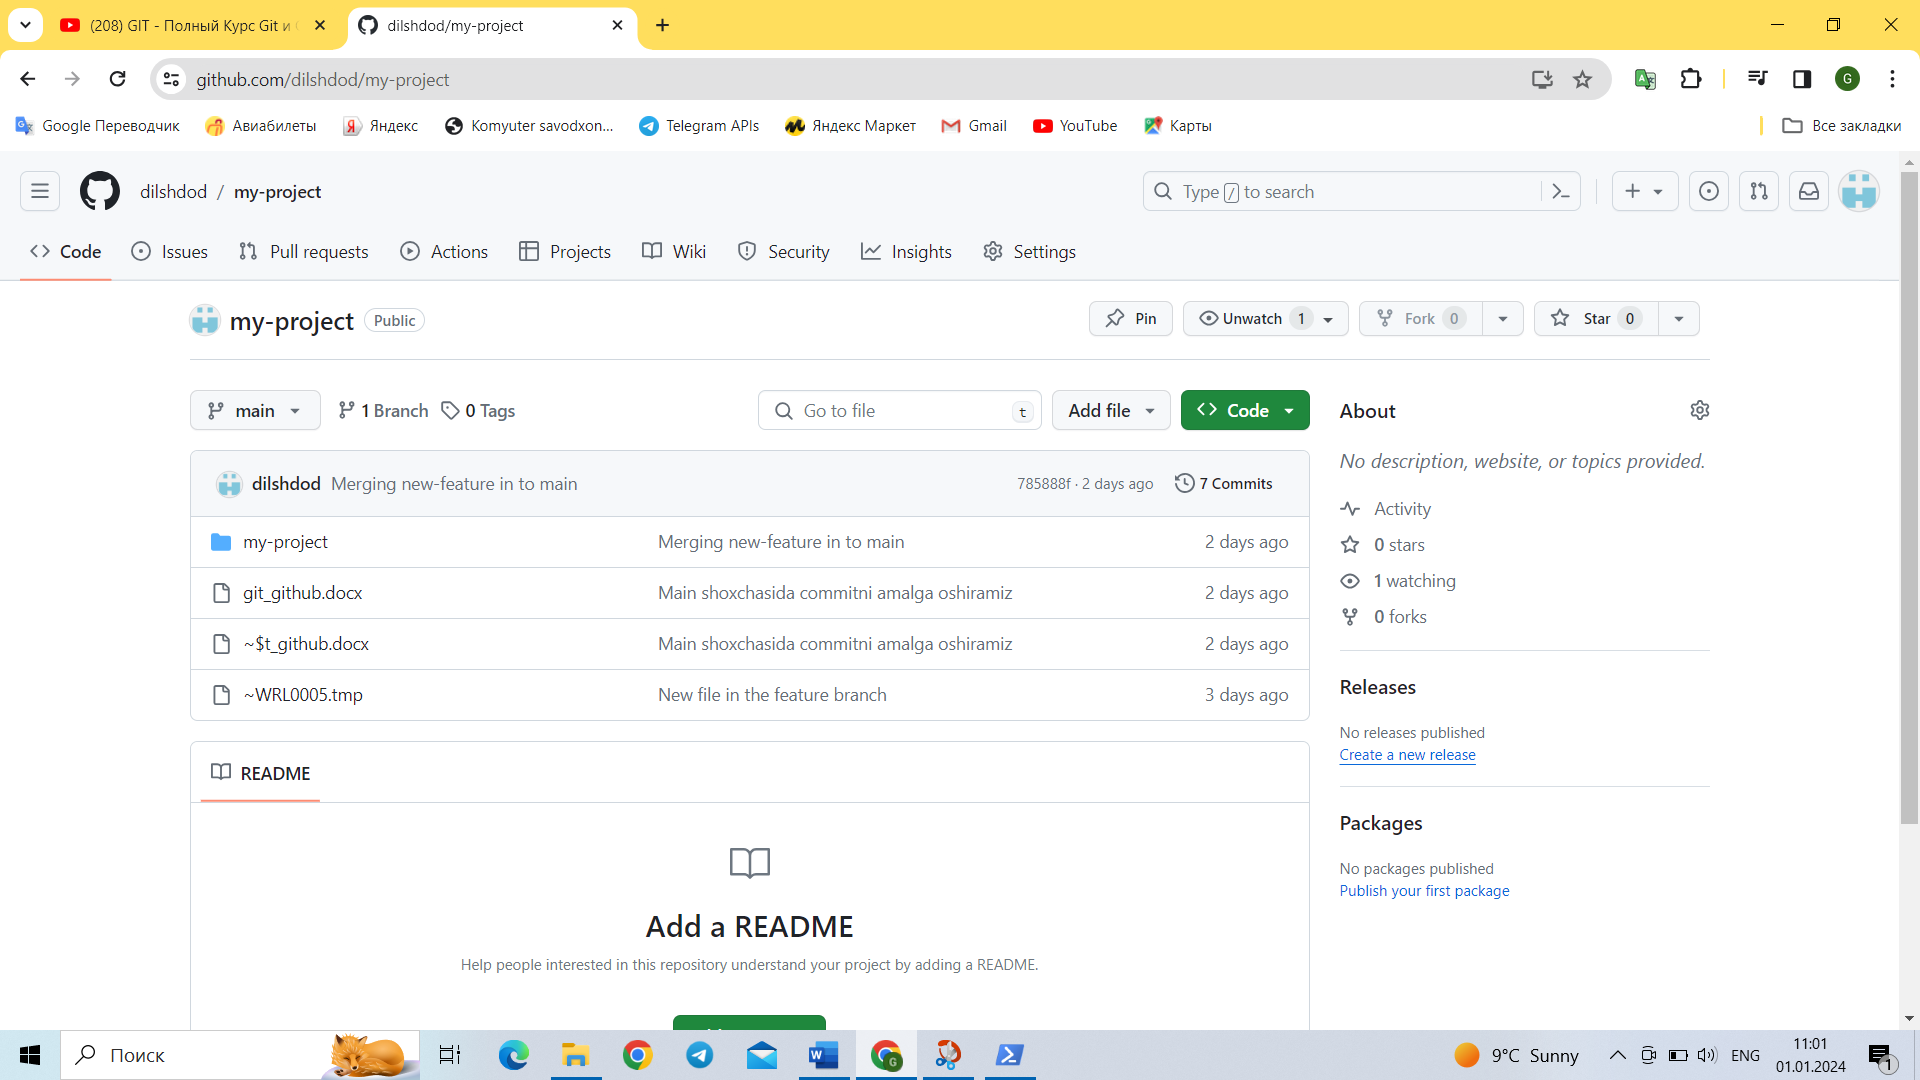 (208) GIT - Полный Курс Git и
dilshdod/my-project
github.com/dilshdod/my-project
G
Google Переводчик
Авиабилеты
Яндекс
Komyuter savodxon...
Telegram APIs
Яндекс Маркет
Gmail
YouTube
Карты
Все закладки
dilshdod / my-project
Type / to search
Code
Issues
Pull requests
Actions
Projects
Wiki
Security
Insights
Settings
my-project Public
Pin
Unwatch 1
Fork 0
Star 0
main
1 Branch
0 Tags
Go to file t
Add file
Code
About
No description, website, or topics provided.
dilshdod Merging new-feature in to main 785888f · 2 days ago 7 Commits
my-project Merging new-feature in to main 2 days ago
git_github.docx Main shoxchasida commitni amalga oshiramiz 2 days ago
~$t_github.docx Main shoxchasida commitni amalga oshiramiz 2 days ago
~WRL0005.tmp New file in the feature branch 3 days ago
Activity
0 stars
1 watching
0 forks
Releases
No releases published
Create a new release
Packages
No packages published
Publish your first package
README
Add a README
Help people interested in this repository understand your project by adding a README.
Поиск
9°C Sunny
ENG
11:01
01.01.2024
1